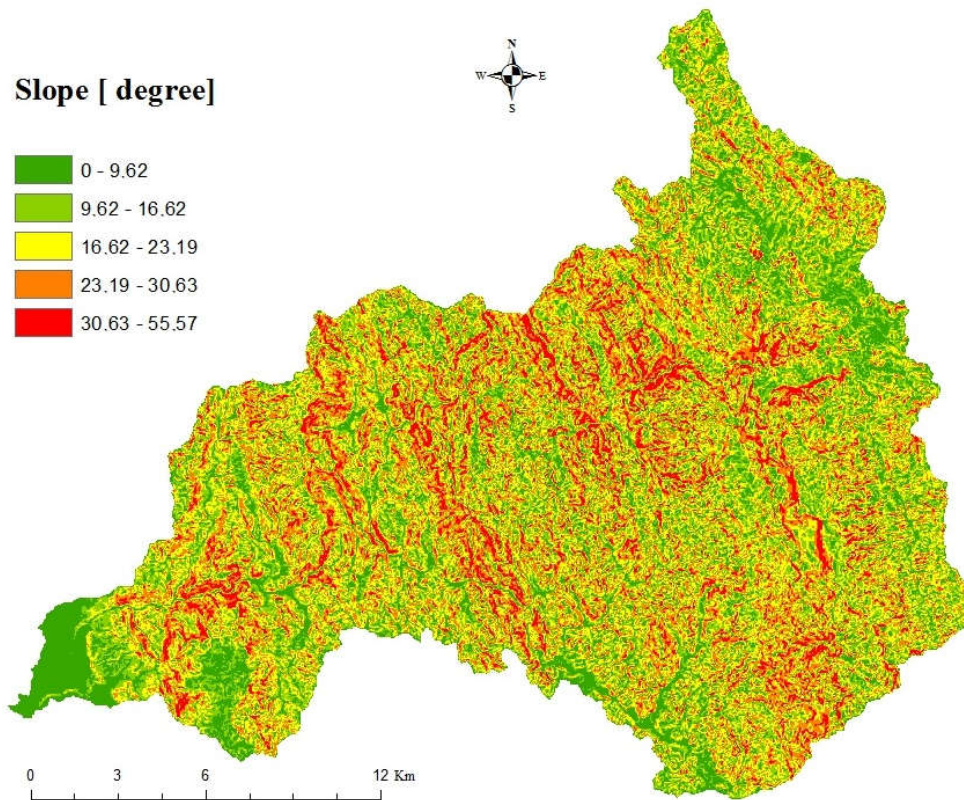 N
W E
S
Slope [ degree]
0 - 9.62
9.62 - 16.62
16.62 - 23.19
23.19 - 30.63
30.63 - 55.57
0 3 6 12 Km